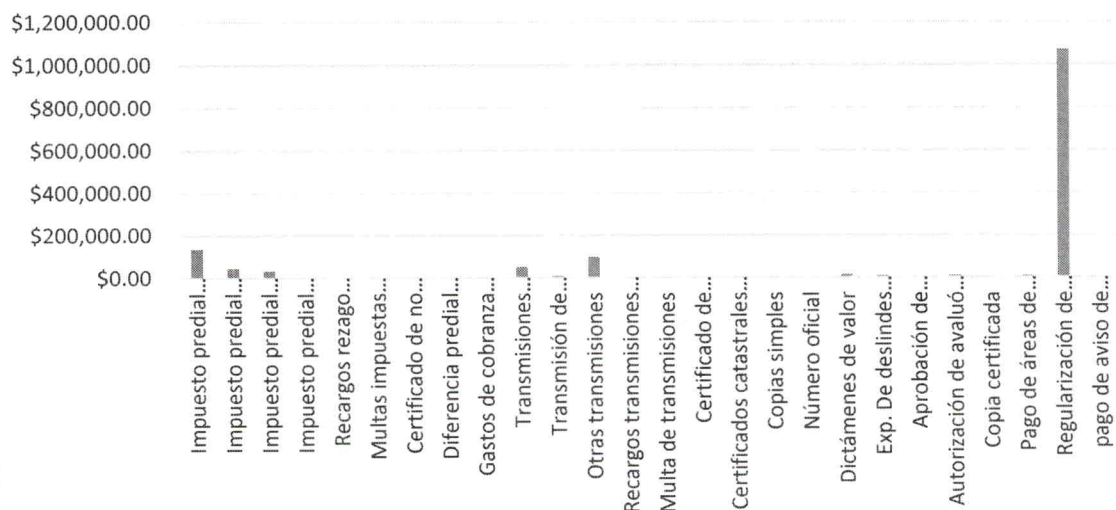 $1,200,000.00
$1,000,000.00
$800,000.00
$600,000.00
$400,000.00
$200,000.00
$0.00
Impuesto predial...
Impuesto predial...
Impuesto predial...
Impuesto predial...
Recargos rezago...
Multas impuestas...
Certificado de no...
Diferencia predial...
Gastos de cobranza...
Transmisiones...
Transmisión de...
Otras transmisiones
Recargos transmisiones...
Multa de transmisiones
Certificado de...
Certificados catastrales...
Copias simples
Número oficial
Dictámenes de valor
Exp. De deslindes...
Aprobación de...
Autorización de avaluó...
Copia certificada
Pago de áreas de...
Regularización de...
pago de aviso de...